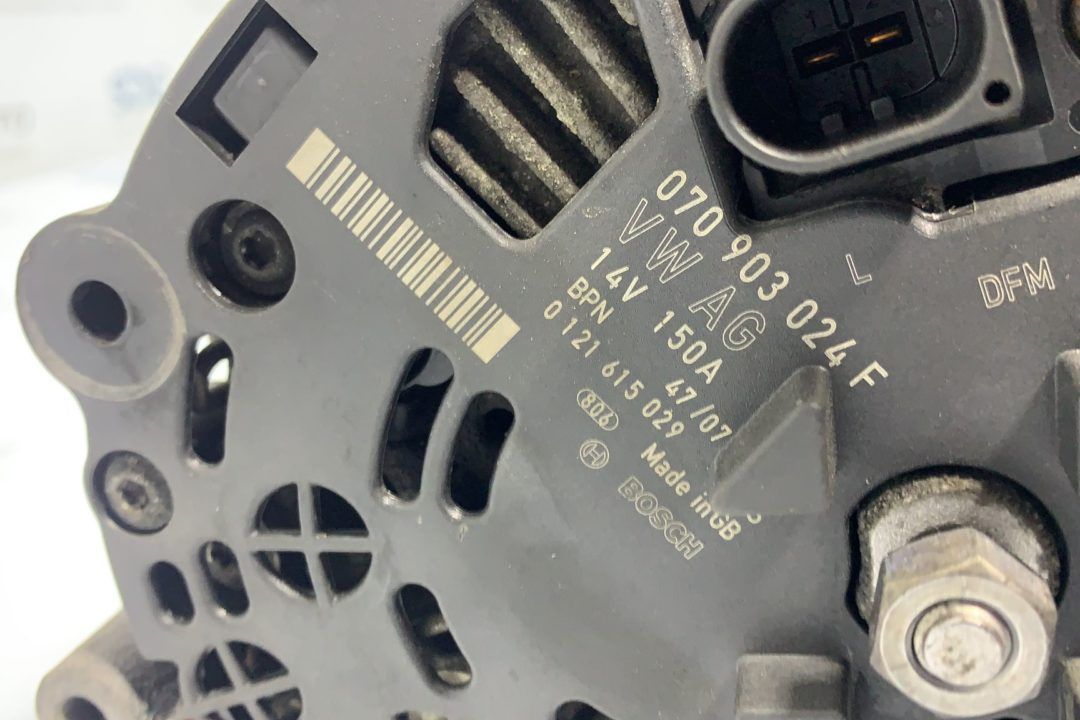 070 903 024 F
VW AG
14V 150A
BPN 47/07
0 121 615 029
806 Made in GB
BOSCH
L
DFM